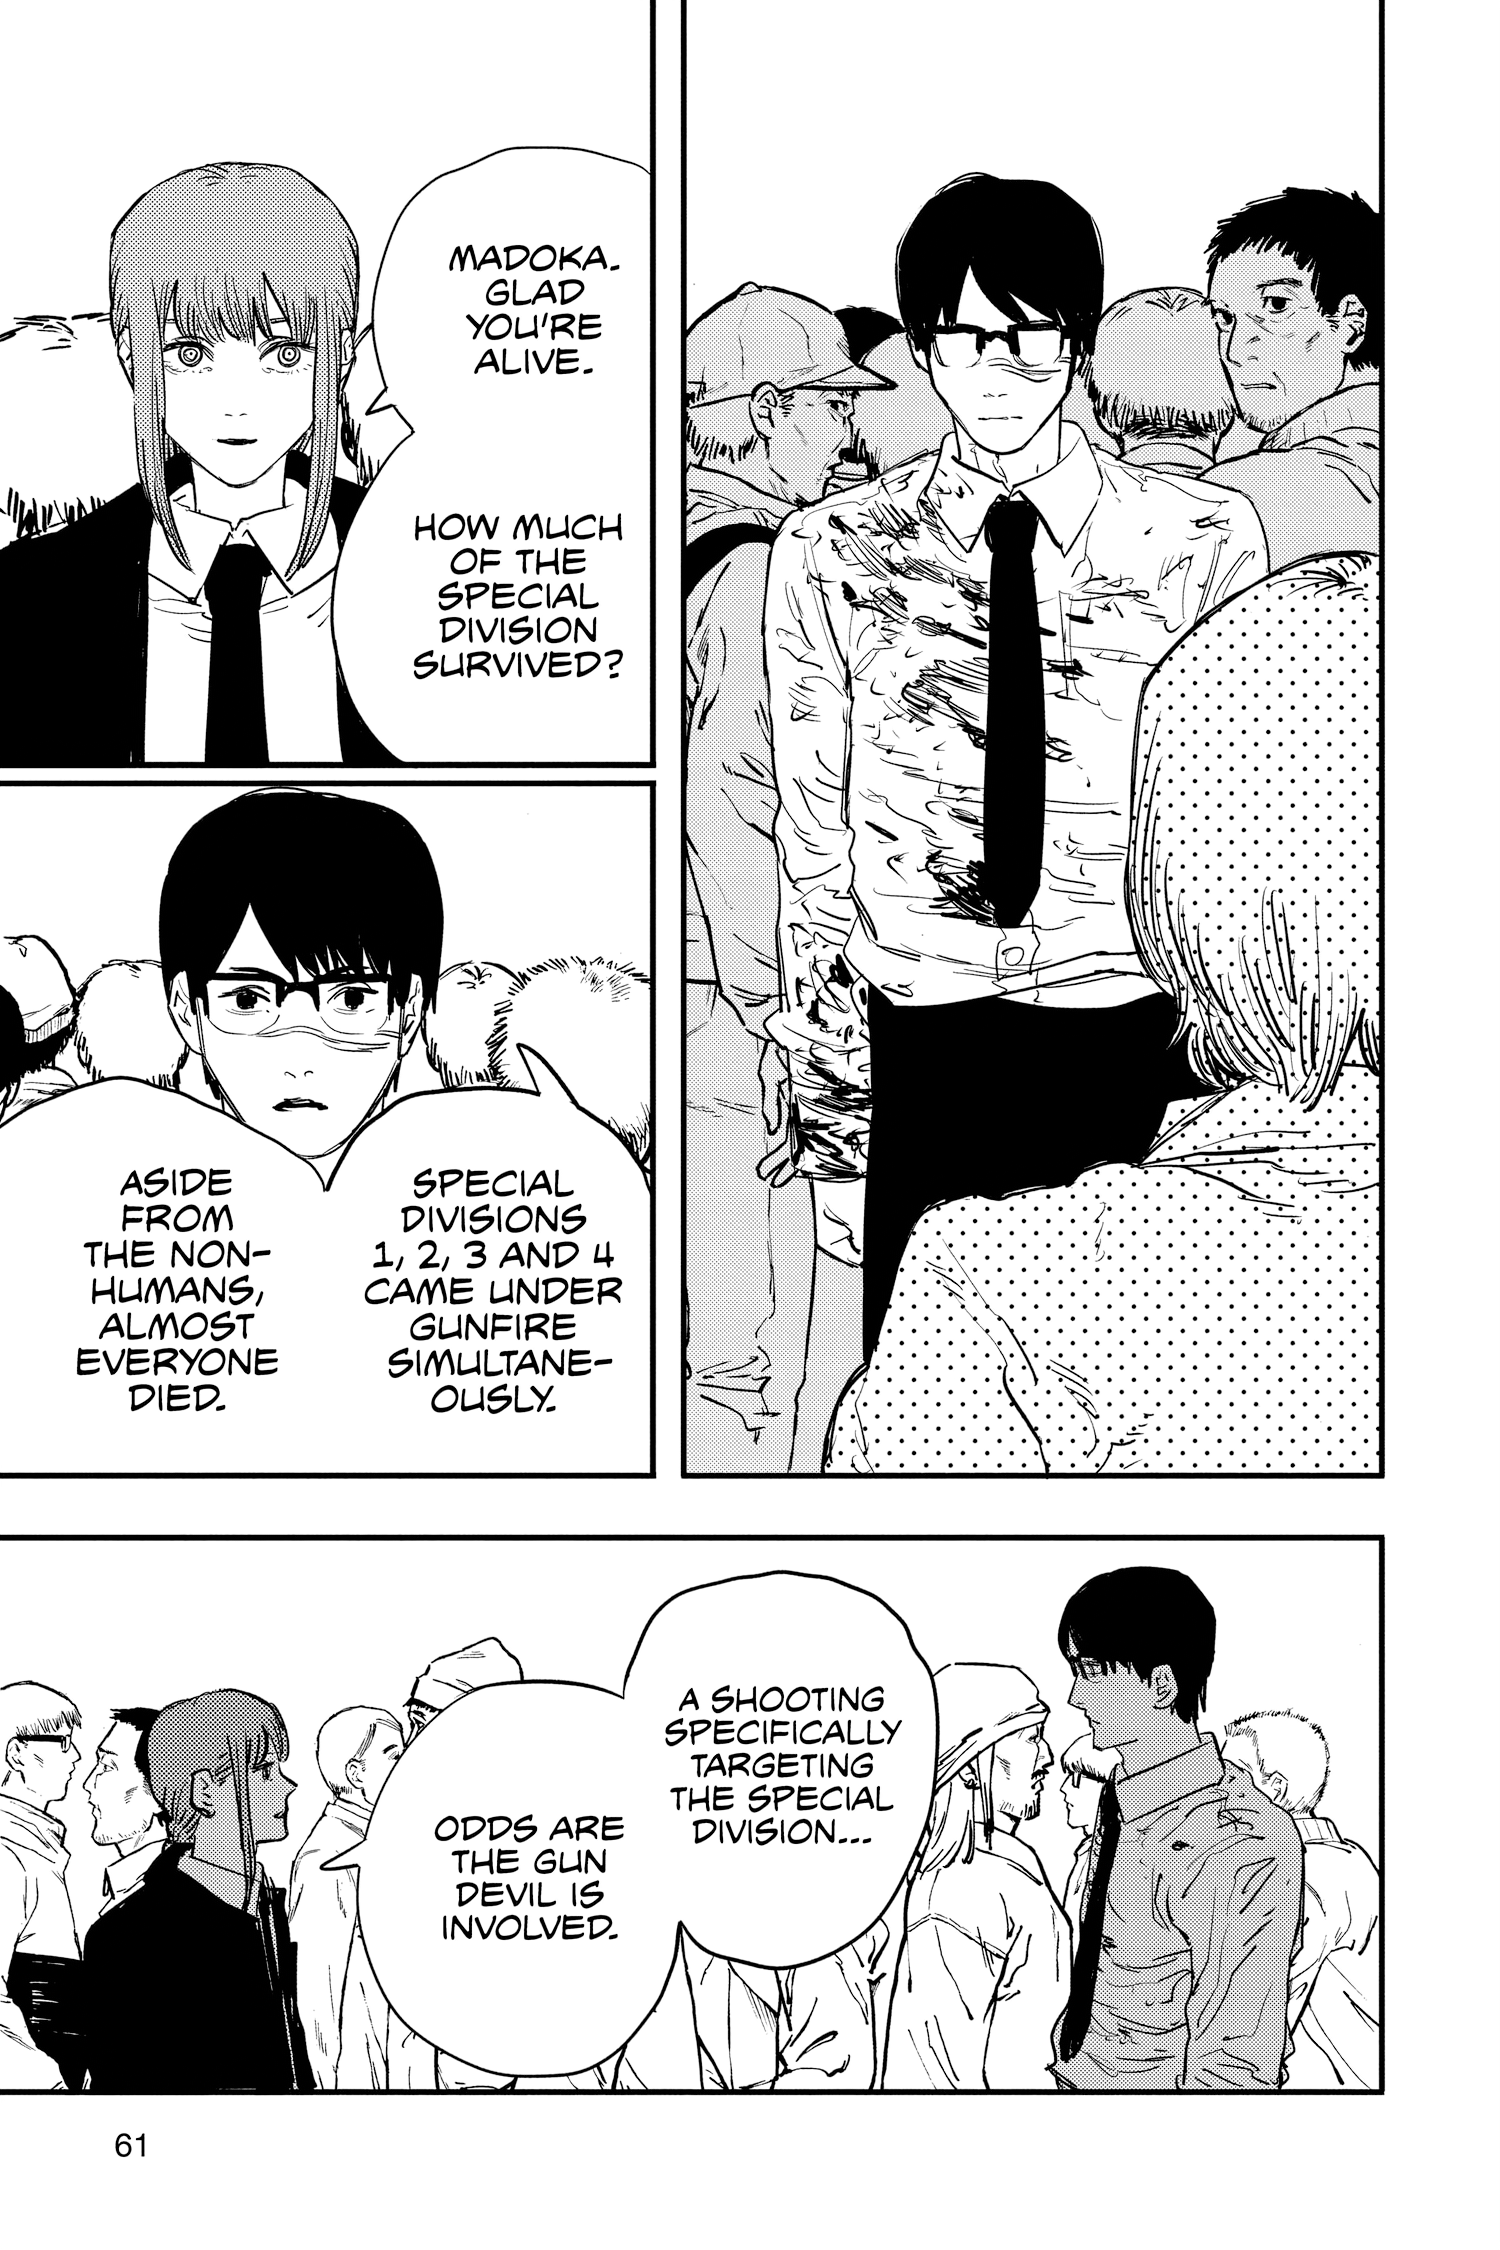 MADOKA.
GLAD
YOU'RE
ALIVE.
HOW MUCH
OF THE
SPECIAL
DIVISION
SURVIVED?
SPECIAL
DIVISIONS
1, 2, 3 AND 4
CAME UNDER
GUNFIRE
SIMULTANE-
OUSLY.
ASIDE
FROM
THE NON-
HUMANS,
ALMOST
EVERYONE
DIED.
A SHOOTING
SPECIFICALLY
TARGETING
THE SPECIAL
DIVISION...
ODDS ARE
THE GUN
DEVIL IS
INVOLVED.
61